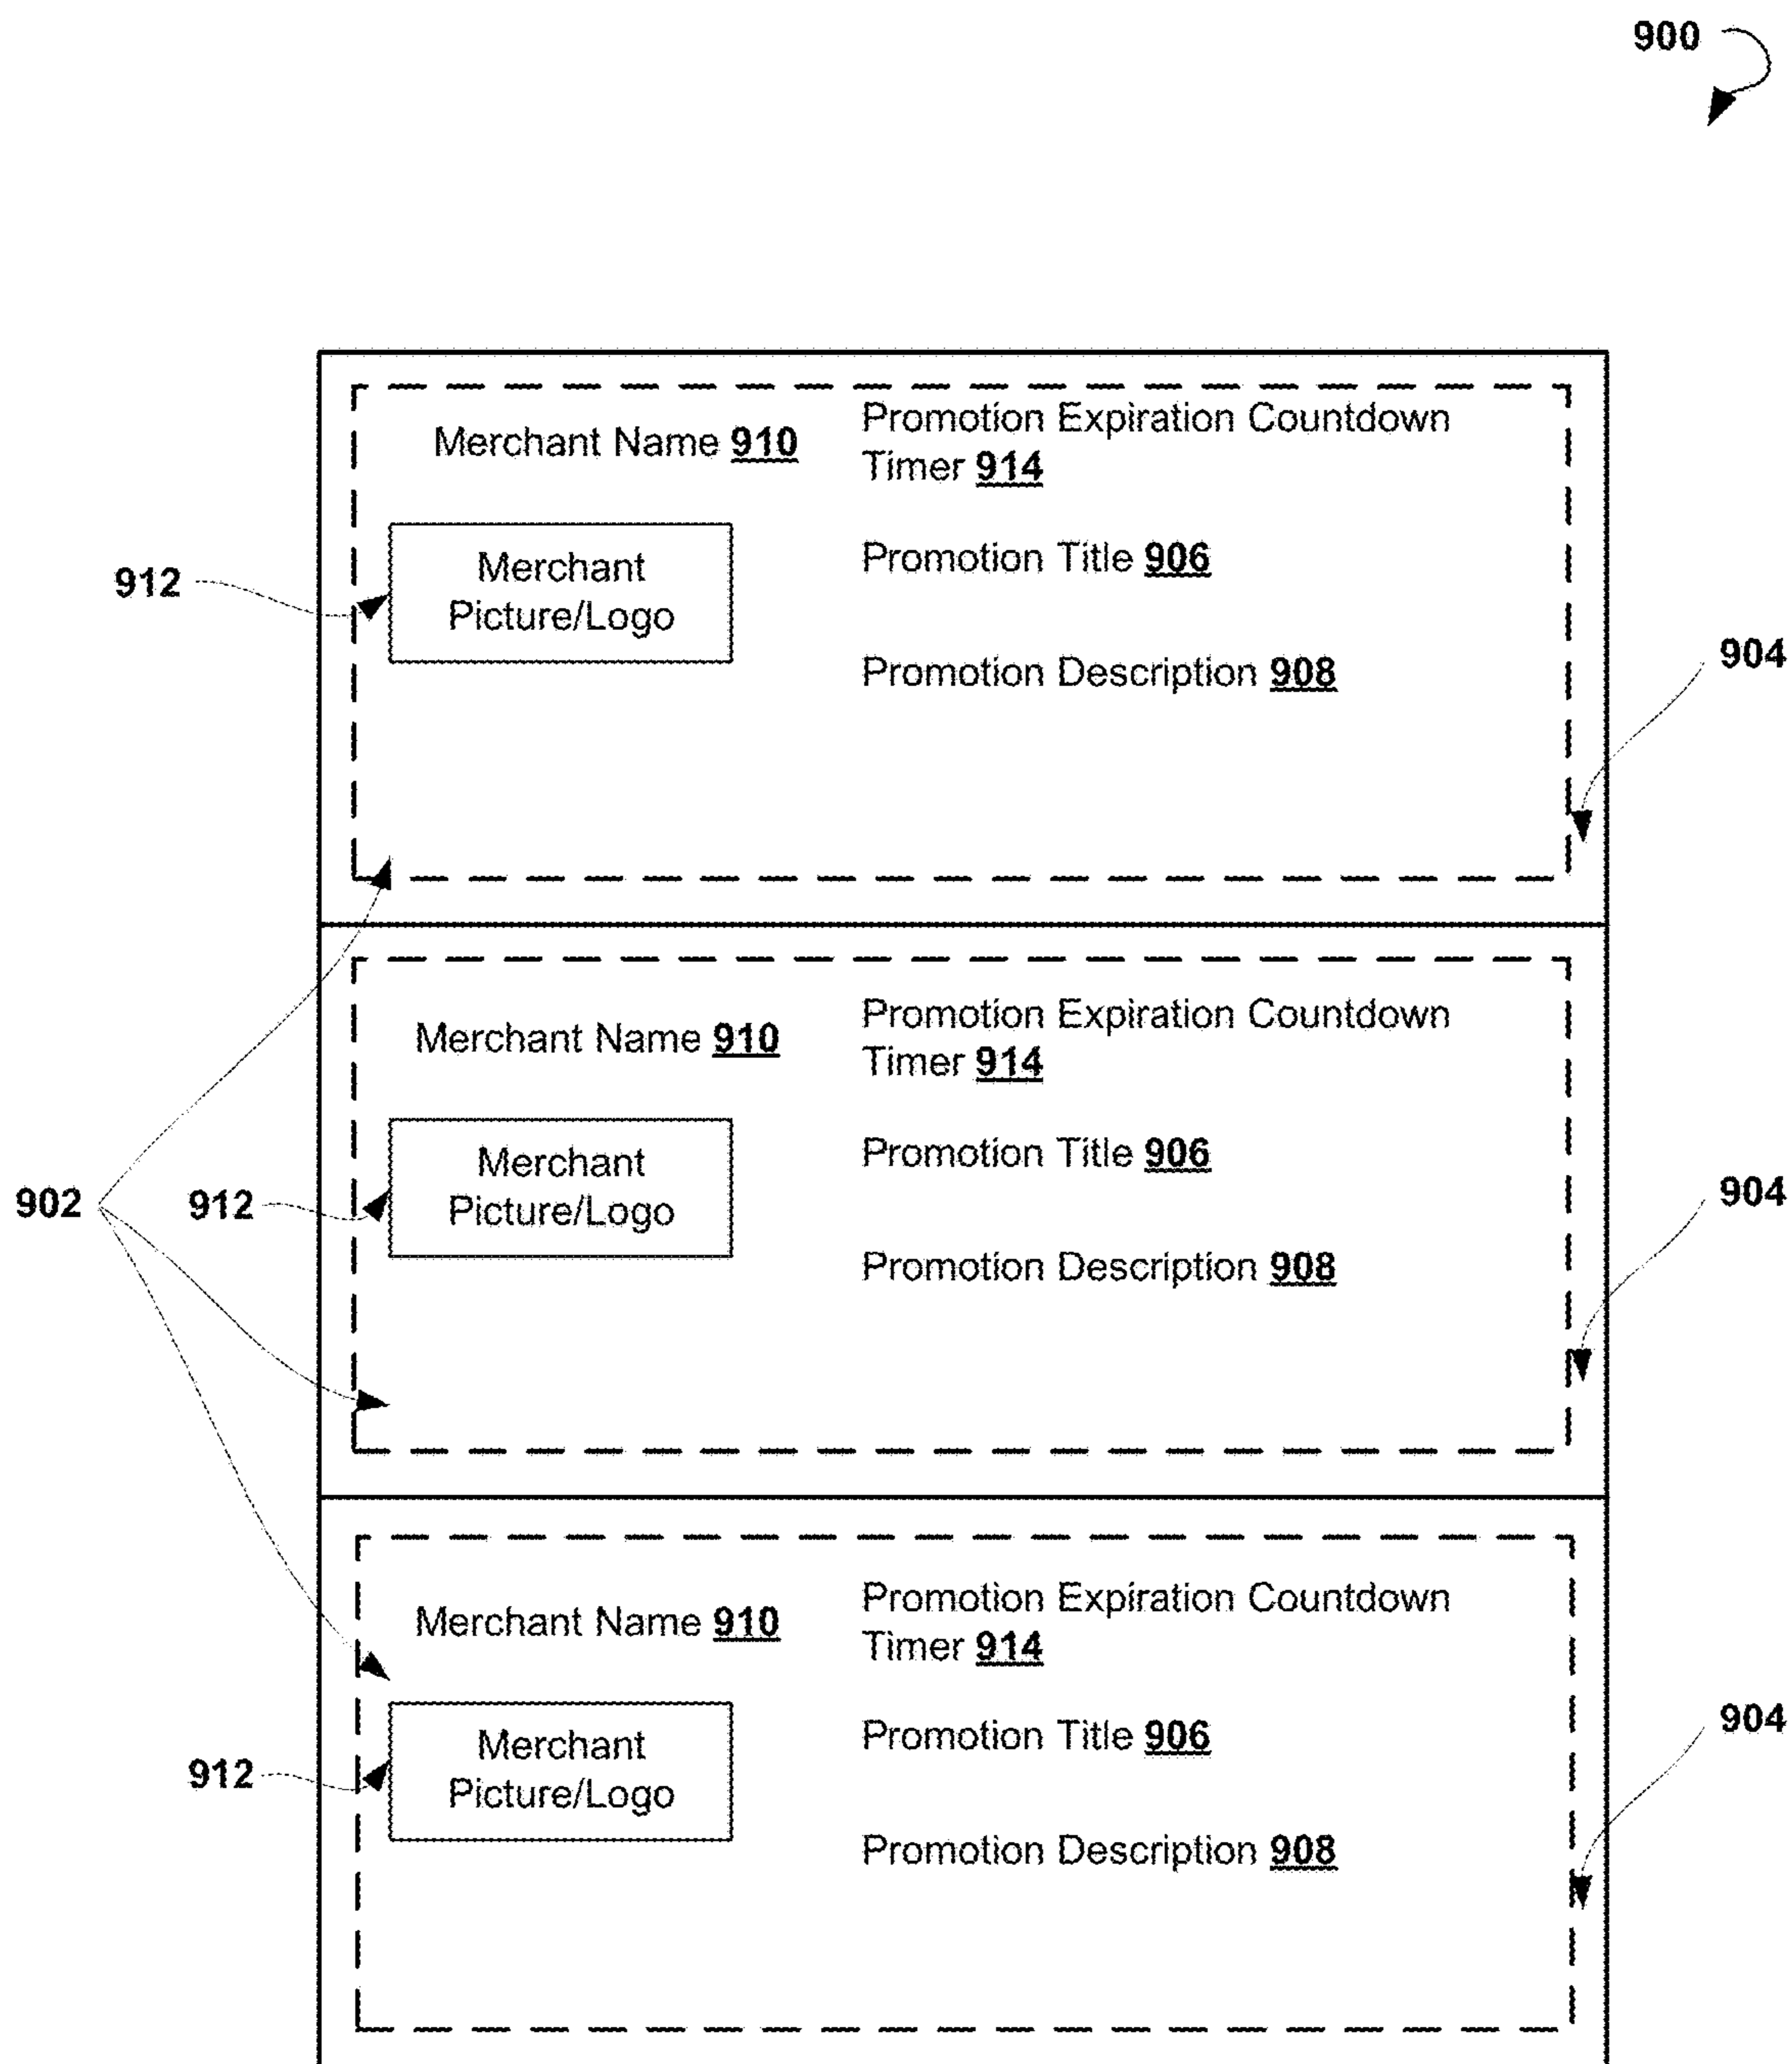 900
Merchant Name 910
Promotion Expiration Countdown
Timer 914
912
Merchant
Picture/Logo
Promotion Title 906
Promotion Description 908
904
Merchant Name 910
Promotion Expiration Countdown
Timer 914
902
912
Merchant
Picture/Logo
Promotion Title 906
Promotion Description 908
904
Merchant Name 910
Promotion Expiration Countdown
Timer 914
912
Merchant
Picture/Logo
Promotion Title 906
Promotion Description 908
904